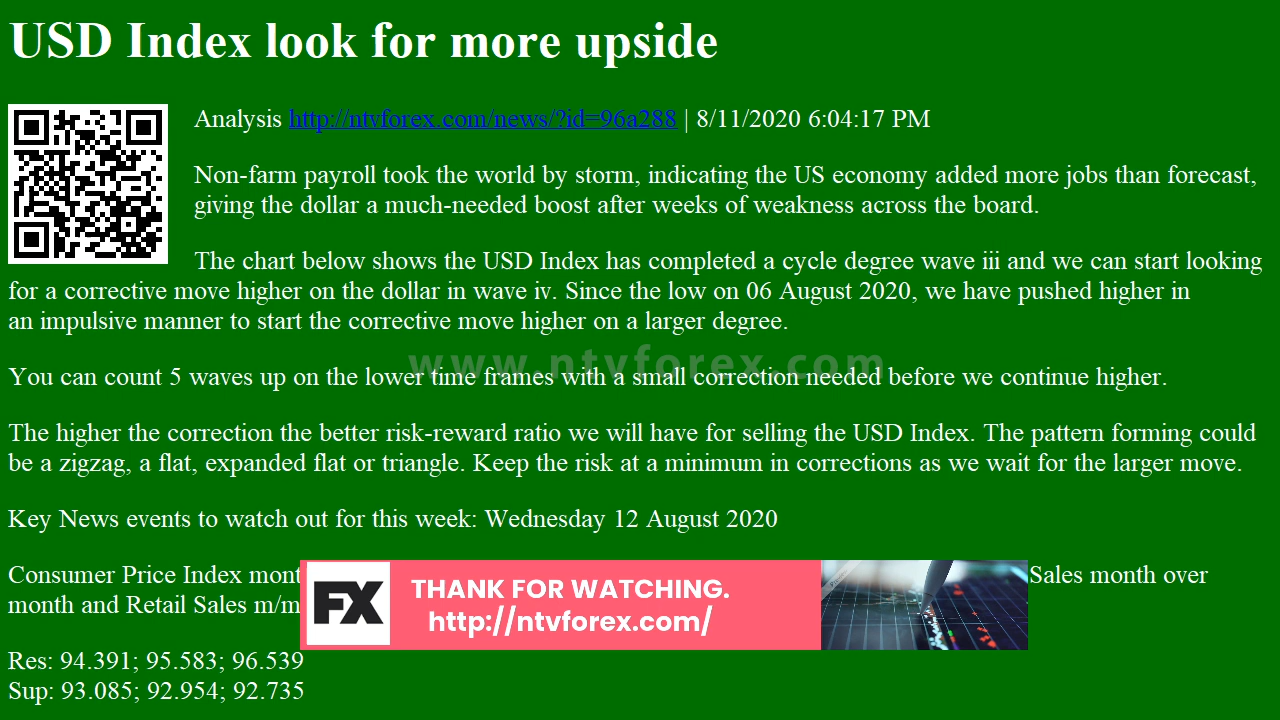 USD Index look for more upside
Analysis http://ntvforex.com/news/?id=96a288 | 8/11/2020 6:04:17 PM
Non-farm payroll took the world by storm, indicating the US economy added more jobs than forecast,
giving the dollar a much-needed boost after weeks of weakness across the board.
The chart below shows the USD Index has completed a cycle degree wave iii and we can start looking
for a corrective move higher on the dollar in wave iv. Since the low on 06 August 2020, we have pushed higher in
an impulsive manner to start the corrective move higher on a larger degree.
www.ntvforex.com
You can count 5 waves up on the lower time frames with a small correction needed before we continue higher.
The higher the correction the better risk-reward ratio we will have for selling the USD Index. The pattern forming could
be a zigzag, a flat, expanded flat or triangle. Keep the risk at a minimum in corrections as we wait for the larger move.
Key News events to watch out for this week: Wednesday 12 August 2020
Consumer Price Index Sales month over
month and Retail Sales m/m
FX
THANK FOR WATCHING.
http://ntvforex.com/
Res: 94.391; 95.583; 96.539
Sup: 93.085; 92.954; 92.735